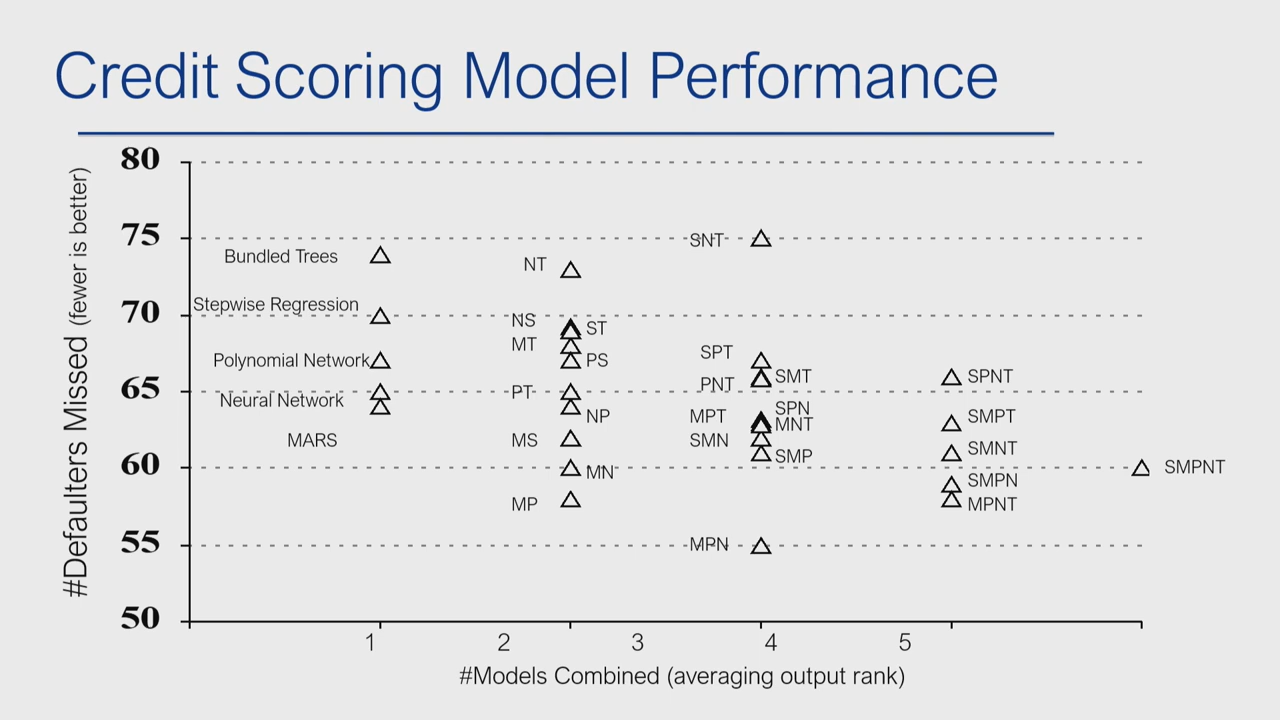 Credit Scoring Model Performance
#Defaulters Missed (fewer is better)
80
75
70
65
60
55
50
Bundled Trees
Stepwise Regression
Polynomial Network
Neural Network
MARS
NT
NS
ST
MT
PS
PT
NP
MS
MN
MP
SNT
SPT
SMT
PNT
SPN
MPT
MNT
SMN
SMP
MPN
SPNT
SMPT
SMNT
SMPN
MPNT
SMPNT
1 2 3 4 5
#Models Combined (averaging output rank)